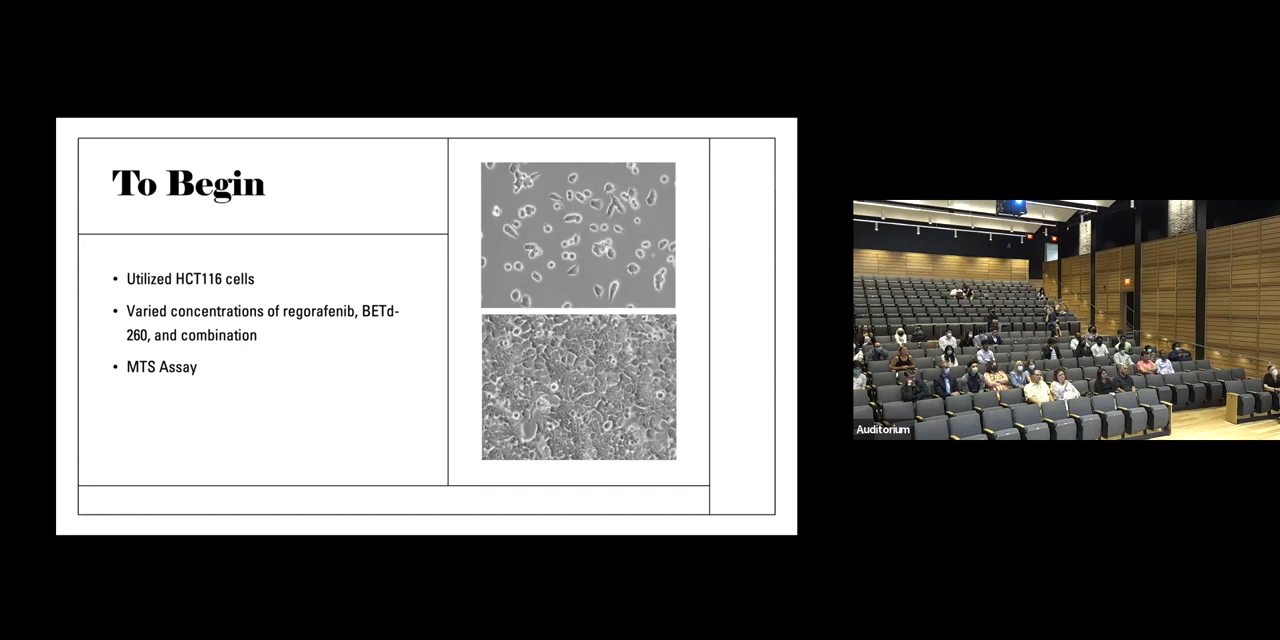 To Begin
• Utilized HCT116 cells
• Varied concentrations of regorafenib, BETd-
260, and combination
• MTS Assay
Auditorium